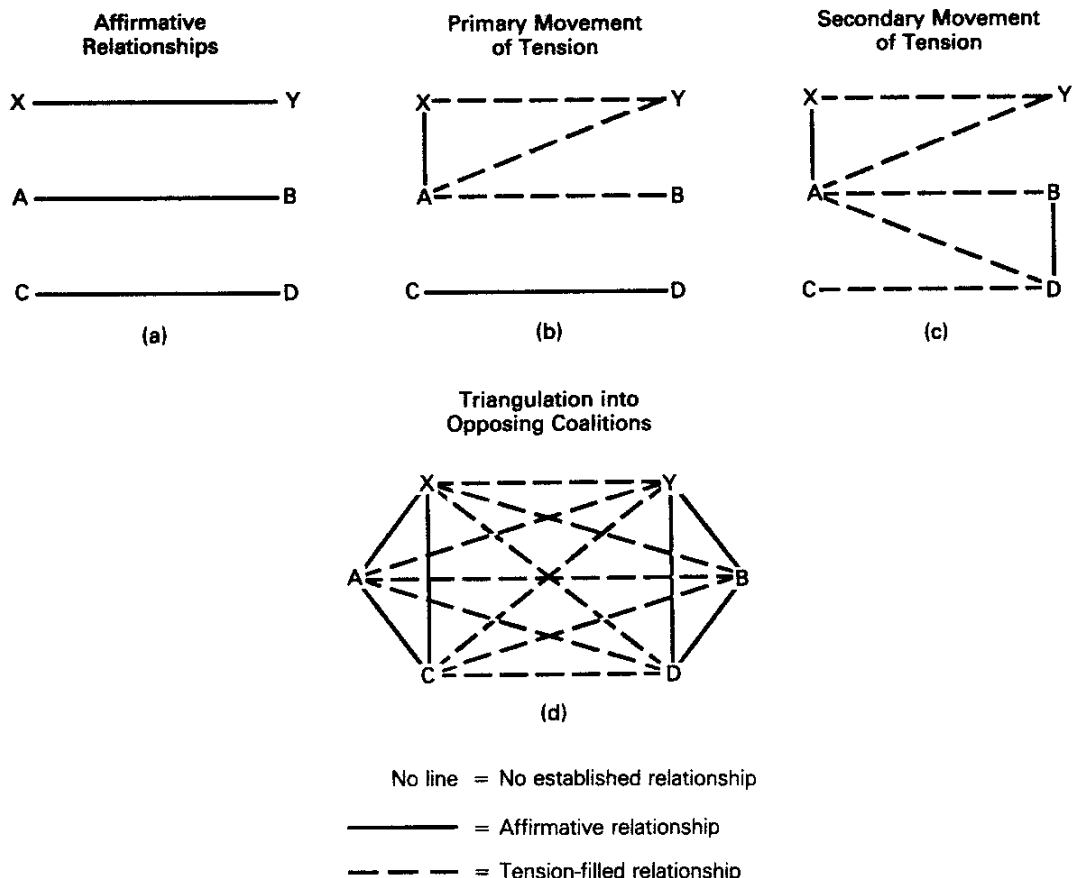 Affirmative
Relationships
Primary Movement
of Tension
Secondary Movement
of Tension
X Y
A B
C D
(a)
X Y
A B
C D
(b)
X Y
A B
C D
(c)
Triangulation into
Opposing Coalitions
X Y
A B
C D
(d)
No line = No established relationship
= Affirmative relationship
= Tension-filled relationship